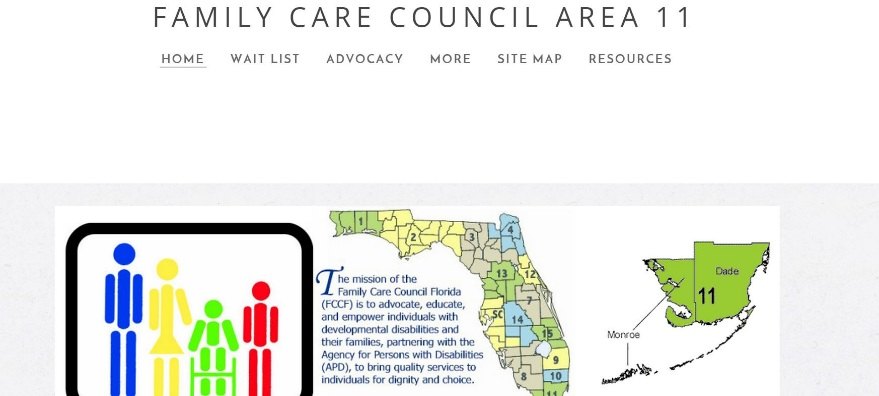 FAMILY CARE COUNCIL AREA 11
HOME WAIT LIST ADVOCACY MORE SITE MAP RESOURCES
The mission of the
Family Care Council Florida
(FCCF) is to advocate, educate,
and empower individuals with
developmental disabilities and
their families, partnering with the
Agency for Persons with Disabilities
(APD), to bring quality services to
individuals for dignity and choice.
1
2
3
4
13
12
7
SC
14
15
9
8
10
11
Dade
11
Monroe